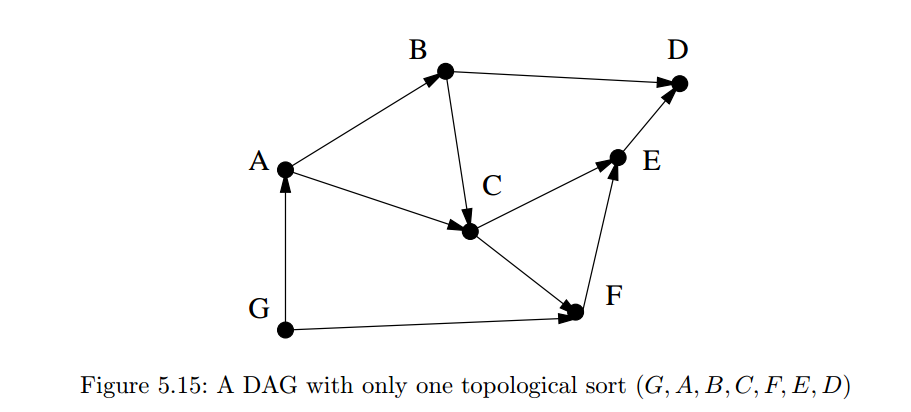 B
D
A
E
C
G
F
Figure 5.15: A DAG with only one topological sort (G, A, B, C, F, E, D)